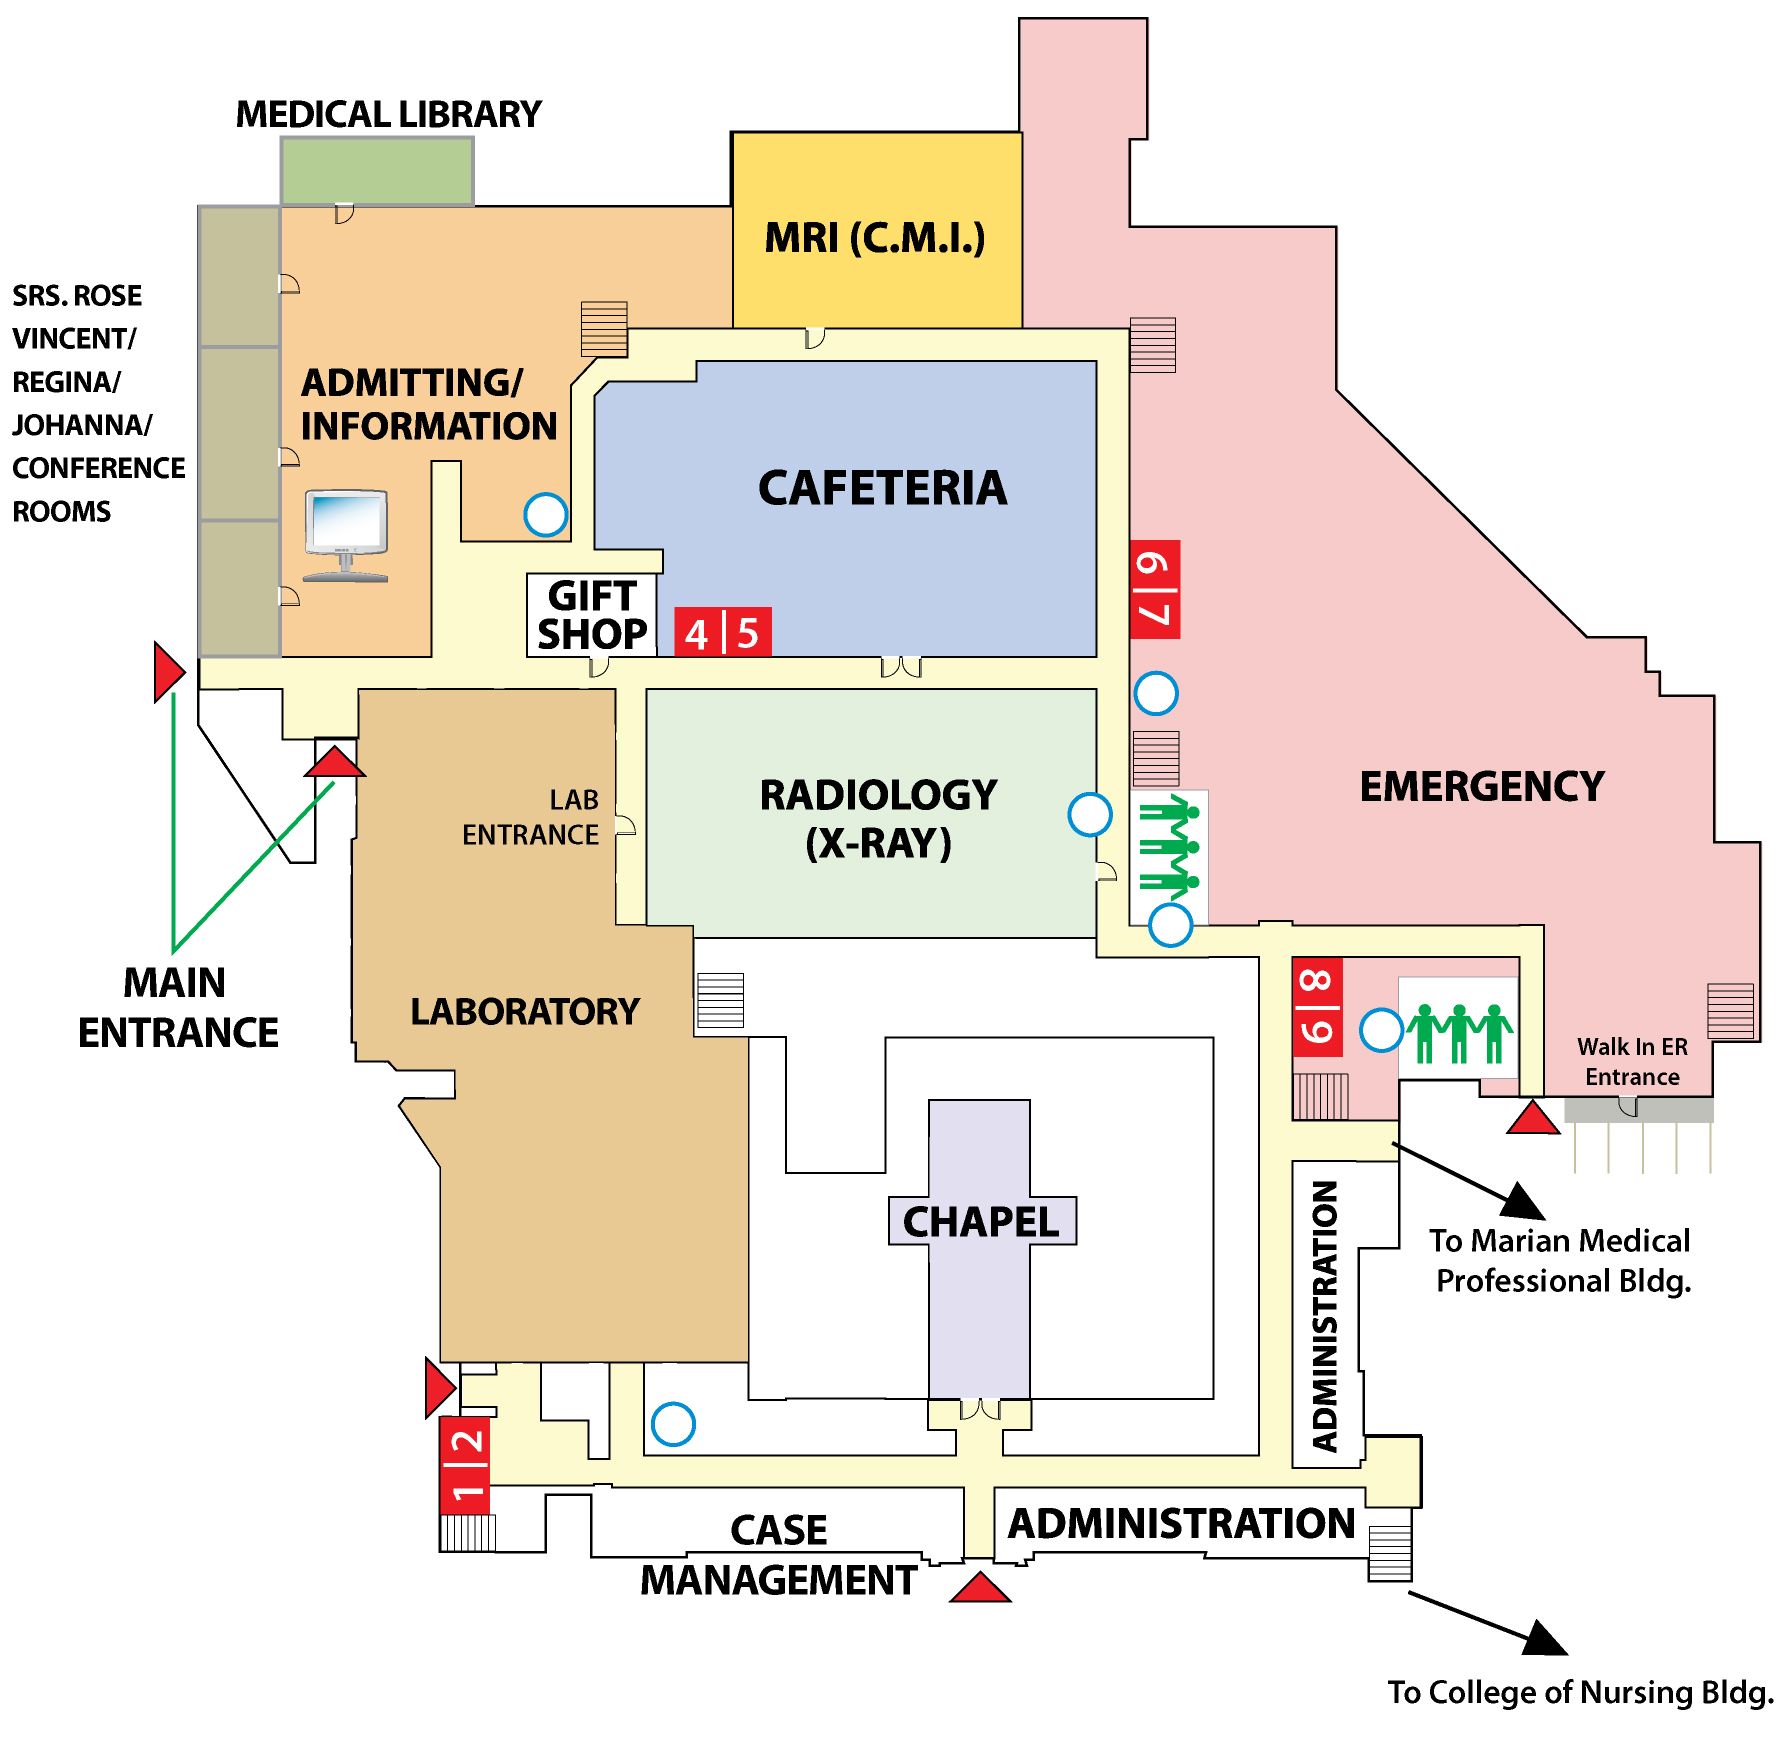 MEDICAL LIBRARY
MRI (C.M.I.)
SRS. ROSE
VINCENT/
REGINA/
JOHANNA/
CONFERENCE
ROOMS
ADMITTING/
INFORMATION
CAFETERIA
GIFT
SHOP
4|5
6|7
EMERGENCY
RADIOLOGY
(X-RAY)
LAB
ENTRANCE
MAIN
ENTRANCE
LABORATORY
8|9
Walk In ER
Entrance
CHAPEL
ADMINISTRATION
To Marian Medical
Professional Bldg.
1|2
CASE
MANAGEMENT
ADMINISTRATION
To College of Nursing Bldg.